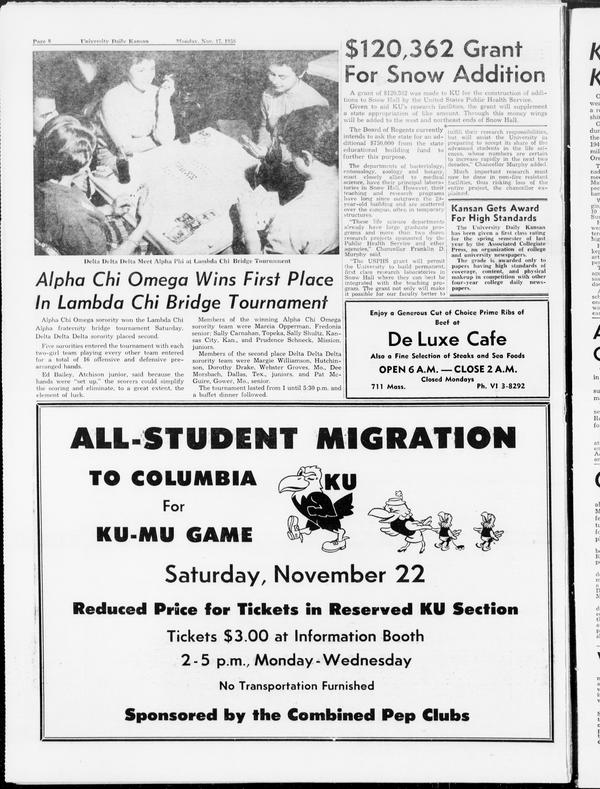 Page 8 University Daily Kansan Monday, Nov. 17, 1958
Delta Delta Delta Meet Alpha Phi at Lambda Chi Bridge Tournament
Alpha Chi Omega Wins First Place
In Lambda Chi Bridge Tournament
Alpha Chi Omega sorority won the Lambda Chi
Alpha fraternity bridge tournament Saturday.
Delta Delta Delta sorority placed second.
Five sororities entered the tournament with each
two-girl team playing every other team entered
for a total of 16 offensive and defensive pre-
arranged hands.
Ed Bailey, Atchison junior, said because the
hands were "set up," the scorers could simplify
the scoring and eliminate, to a great extent, the
element of luck.
Members of the winning Alpha Chi Omega
sorority team were Marcia Opperman, Fredonia
senior; Sally Carnahan, Topeka, Sally Shultz, Kan-
sas City, Kan., and Prudence Schneck, Mission,
juniors.
Members of the second place Delta Delta Delta
sorority team were Margie Williamson, Hutchin-
son, Dorothy Drake, Webster Groves, Mo., Dee
Morsbach, Dallas, Tex., juniors, and Pat Mc-
Guire, Gower, Mo., senior.
The tournament lasted from 1 until 5:30 p.m. and
a buffet dinner followed.
$120,362 Grant
For Snow Addition
A grant of $120,362 was made to KU for the construction of addi-
tions to Snow Hall by the United States Public Health Service.
Given to aid KU's research facilities, the grant will supplement
a state appropriation of like amount. Through this money wings
will be added to the west and northeast ends of Snow Hall.
The Board of Regents currently
intends to ask the state for an ad-
ditional $750,000 from the state
educational building fund to
further this purpose.
The departments of bacteriology,
entomology, zoology and botany,
most closely allied to medical
science, have their principal labora-
tories in Snow Hall. However, their
teaching and research programs
have long since outgrown the 29-
year-old building and are scattered
over the campus, often in temporary
structures.
"These life science departments
already have large graduate pro-
grams and more than two dozen
research projects sponsored by the
Public Health Service and other
agencies," Chancellor Franklin D.
Murphy said.
"The USPHS grant will permit
the University to build permanent,
first class research laboratories in
Snow Hall where they can best be
integrated with the teaching pro-
gram. The grant not only will make
it possible for our faculty better to
fulfill their research responsibilities,
but will assist the University in
preparing to accept its share of the
advanced students in the life sci-
ences, whose numbers are certain
to increase rapidly in the next two
decades," Chancellor Murphy added.
Much important research must
now be done in non-fire resistant
facilities, thus risking loss of the
entire project, the chancellor ex-
plained.
Kansan Gets Award
For High Standards
The University Daily Kansan
has been given a first class rating
for the spring semester of last
year by the Associated Collegiate
Press, an organization of college
and university newspapers.
The grade is awarded only to
papers having high standards of
coverage, content, and physical
makeup in competition with other
four-year college daily news-
papers.
Enjoy a Generous Cut of Choice Prime Ribs of
Beef at
De Luxe Cafe
Also a Fine Selection of Steaks and Sea Foods
OPEN 6 A.M. — CLOSE 2 A.M.
Closed Mondays
711 Mass. Ph. VI 3-8292
ALL-STUDENT MIGRATION
TO COLUMBIA
For
KU-MU GAME
KU
Saturday, November 22
Reduced Price for Tickets in Reserved KU Section
Tickets $3.00 at Information Booth
2-5 p.m., Monday-Wednesday
No Transportation Furnished
Sponsored by the Combined Pep Clubs